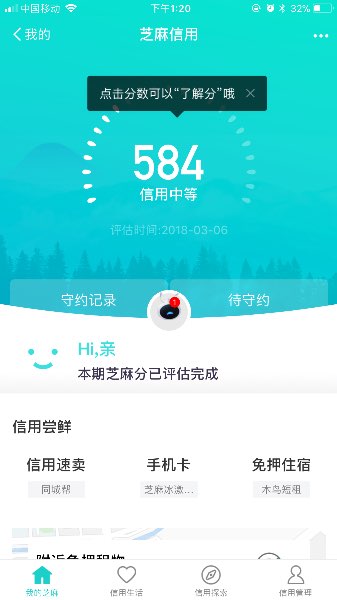 中国移动 下午1:20 32%
我的 芝麻信用
点击分数可以“了解分”哦
584
信用中等
评估时间:2018-03-06
守约记录 待守约
1
Hi,亲
本期芝麻分已评估完成
信用尝鲜
信用速卖 手机卡 免押住宿
同城帮 芝麻冰激... 木鸟短租
附近免押租物
我的芝麻 信用生活 信用探索 信用管理